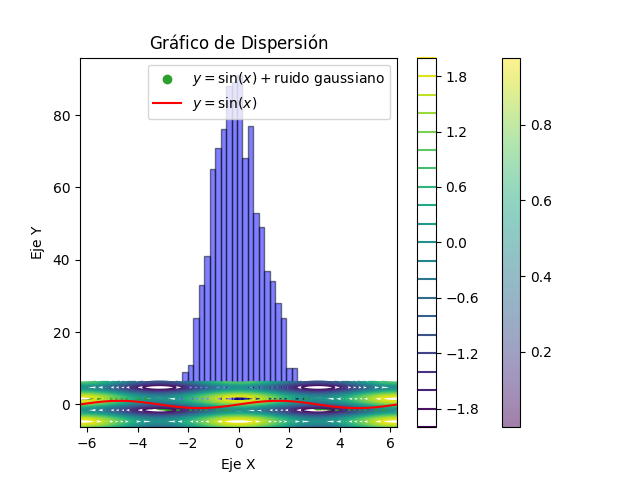 Gráfico de Dispersión
y = sin(x) + ruido gaussiano
y = sin(x)
Eje Y
80
60
40
20
0
−6 −4 −2 0 2 4 6
Eje X
1.8
1.2
0.6
0.0
−0.6
−1.2
−1.8
0.8
0.6
0.4
0.2